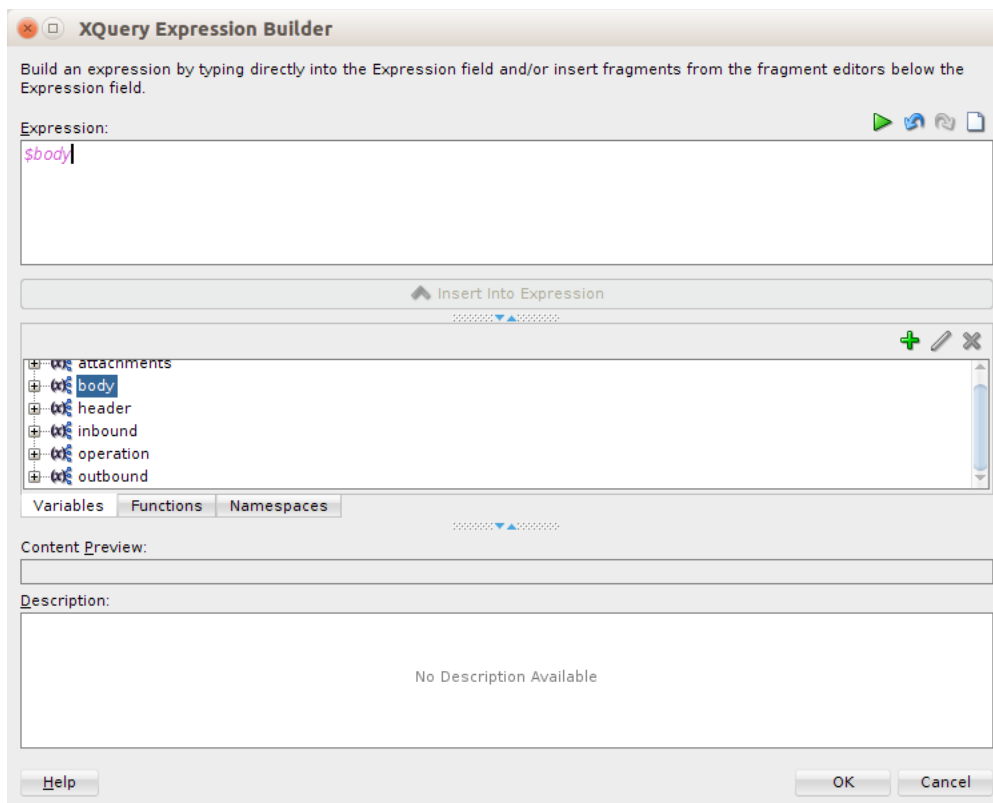 XQuery Expression Builder
Build an expression by typing directly into the Expression field and/or insert fragments from the fragment editors below the
Expression field.
Expression:
$body
Insert Into Expression
attachments
body
header
inbound
operation
outbound
Variables Functions Namespaces
Content Preview:
Description:
No Description Available
Help OK Cancel